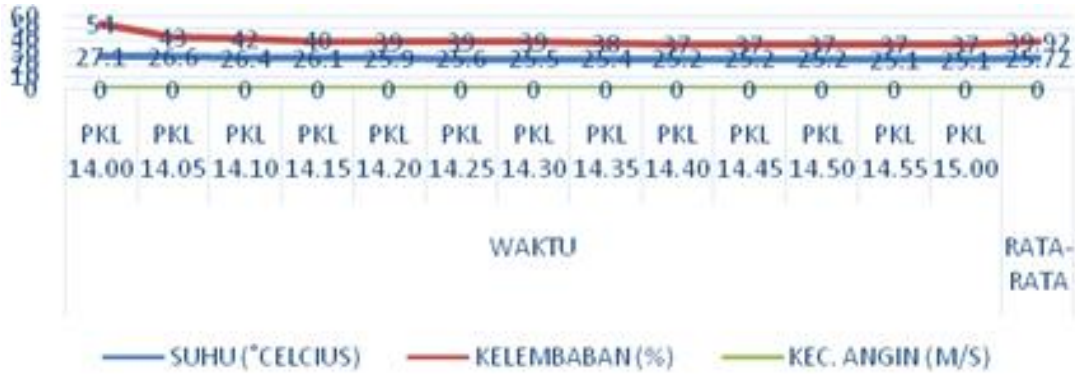 60
54 43 42 40 39 39 39 38 37 37 37 37 37 39.92
27.1 26.6 26.4 26.1 25.9 25.6 25.5 25.4 25.2 25.2 25.2 25.1 25.1 25.72
0 0 0 0 0 0 0 0 0 0 0 0 0 0 0
PKL PKL PKL PKL PKL PKL PKL PKL PKL PKL PKL PKL PKL
14.00 14.05 14.10 14.15 14.20 14.25 14.30 14.35 14.40 14.45 14.50 14.55 15.00
WAKTU RATA-
RATA
SUHU (°CELCIUS) KELEMBABAN (%) KEC. ANGIN (M/S)